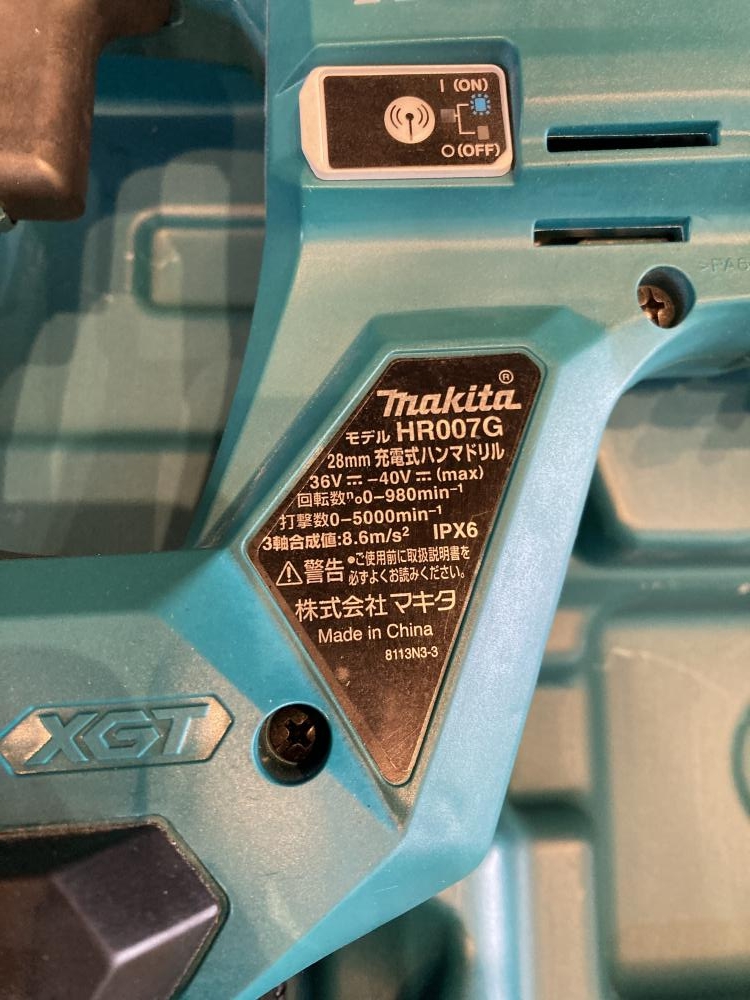 I (ON)
O (OFF)
>PA6
makita®
モデル HR007G
28mm 充電式ハンマドリル
36V⎓ -40V⎓ (max)
回転数n₀0-980min⁻¹
打撃数0-5000min⁻¹
3軸合成値:8.6m/s² IPX6
⚠警告 •ご使用前に取扱説明書を
必ずよくお読みください。
株式会社 マキタ
Made in China
8113N3-3
XGT